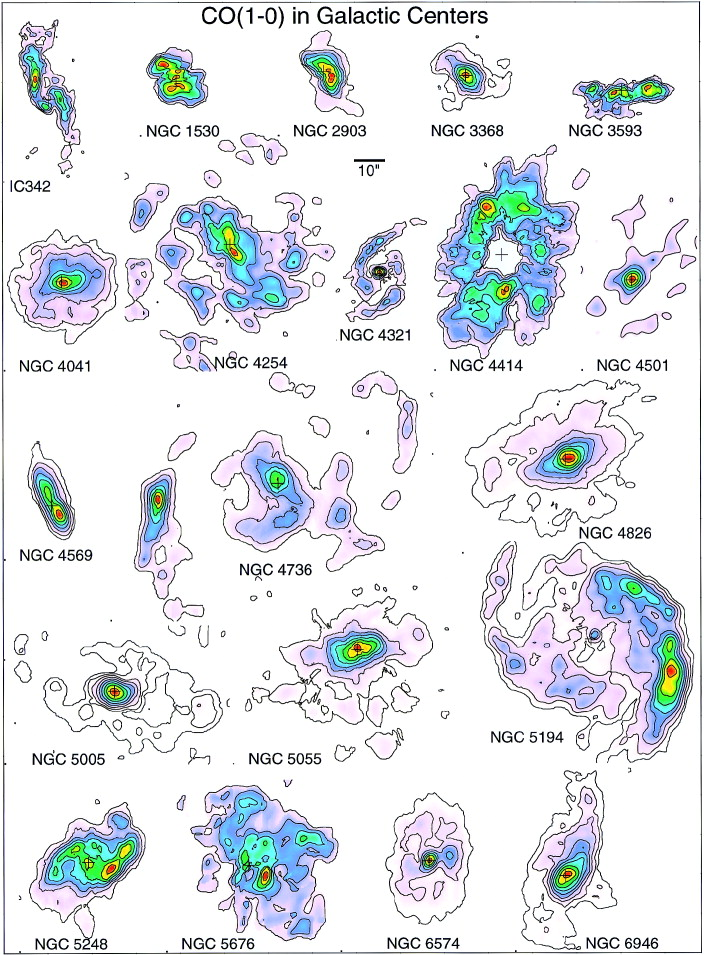 CO(1-0) in Galactic Centers
NGC 1530
NGC 2903
NGC 3368
NGC 3593
10"
IC342
NGC 4041
NGC 4254
NGC 4321
NGC 4414
NGC 4501
NGC 4569
NGC 4736
NGC 4826
NGC 5005
NGC 5055
NGC 5194
NGC 5248
NGC 5676
NGC 6574
NGC 6946